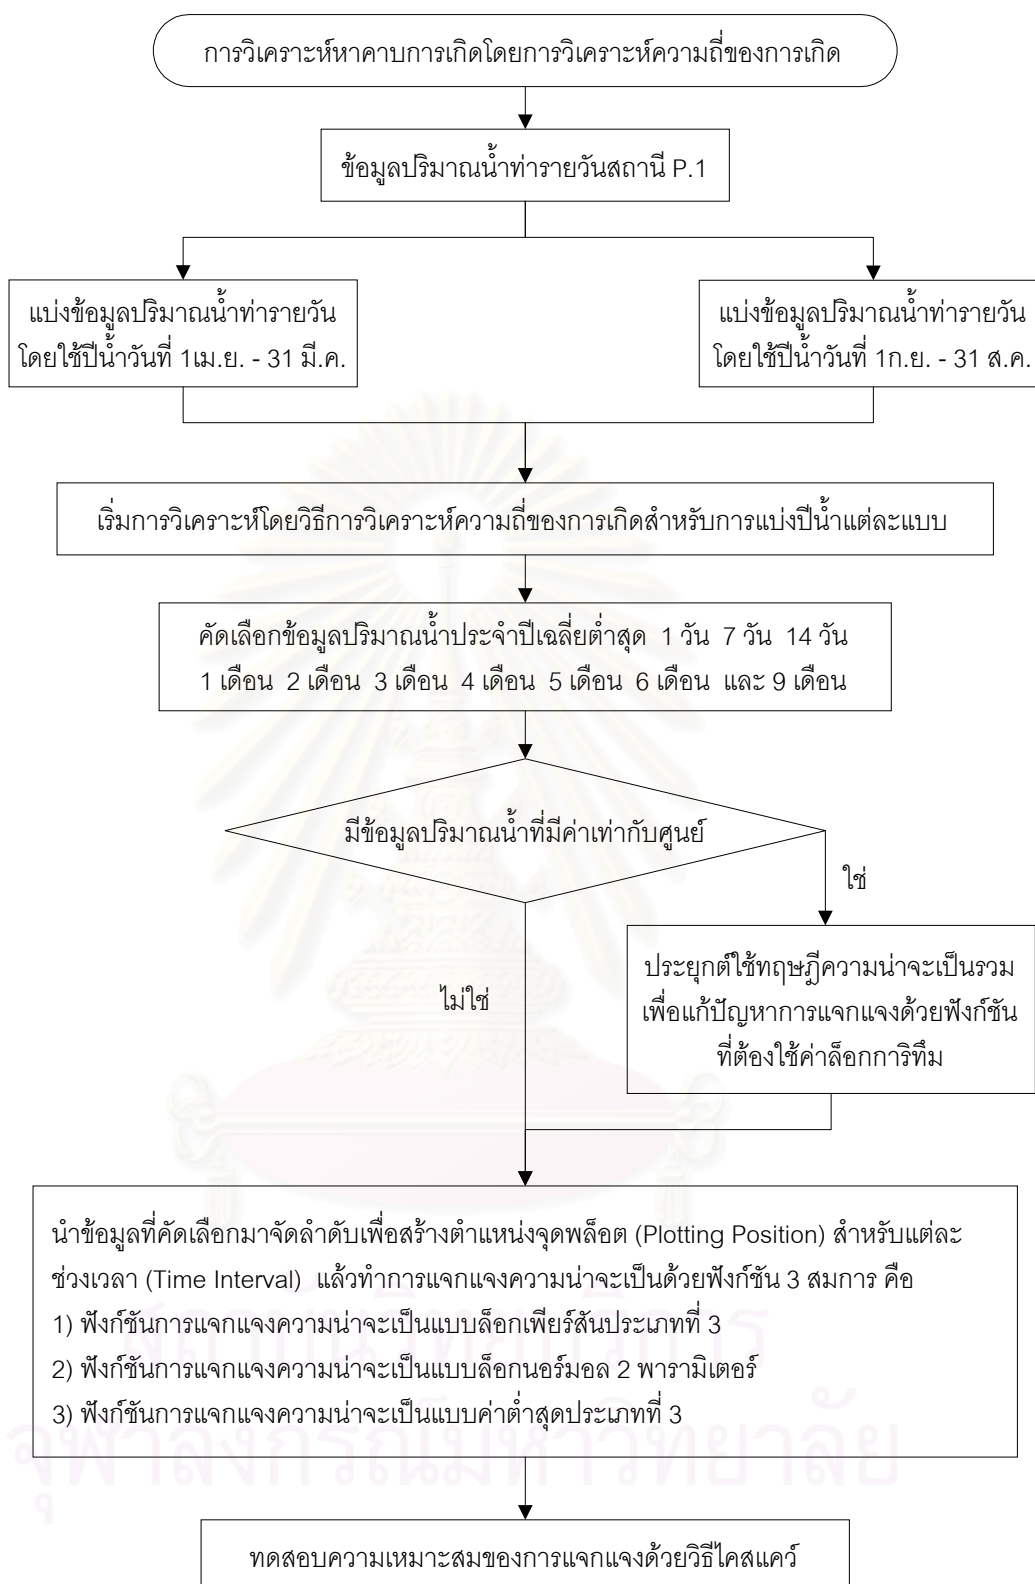 การวิเคราะห์หาคาบการเกิดโดยการวิเคราะห์ความถี่ของการเกิด
ข้อมูลปริมาณน้ำท่ารายวันสถานี P.1
แบ่งข้อมูลปริมาณน้ำท่ารายวัน
โดยใช้ปีน้ำวันที่ 1เม.ย. - 31 มี.ค.
แบ่งข้อมูลปริมาณน้ำท่ารายวัน
โดยใช้ปีน้ำวันที่ 1ก.ย. - 31 ส.ค.
เริ่มการวิเคราะห์โดยวิธีการวิเคราะห์ความถี่ของการเกิดสำหรับการแบ่งปีน้ำแต่ละแบบ
คัดเลือกข้อมูลปริมาณน้ำประจำปีเฉลี่ยต่ำสุด 1 วัน 7 วัน 14 วัน
1 เดือน 2 เดือน 3 เดือน 4 เดือน 5 เดือน 6 เดือน และ 9 เดือน
มีข้อมูลปริมาณน้ำที่มีค่าเท่ากับศูนย์
ใช่
ประยุกต์ใช้ทฤษฎีความน่าจะเป็นรวม
เพื่อแก้ปัญหาการแจกแจงด้วยฟังก์ชัน
ที่ต้องใช้ค่าล็อกการิทึม
ไม่ใช่
นำข้อมูลที่คัดเลือกมาจัดลำดับเพื่อสร้างตำแหน่งจุดพล็อต (Plotting Position) สำหรับแต่ละ
ช่วงเวลา (Time Interval) แล้วทำการแจกแจงความน่าจะเป็นด้วยฟังก์ชัน 3 สมการ คือ
1) ฟังก์ชันการแจกแจงความน่าจะเป็นแบบล็อกเพียร์สันประเภทที่ 3
2) ฟังก์ชันการแจกแจงความน่าจะเป็นแบบล็อกนอร์มอล 2 พารามิเตอร์
3) ฟังก์ชันการแจกแจงความน่าจะเป็นแบบค่าต่ำสุดประเภทที่ 3
สถาบันวิทยบริการ
จุฬาลงกรณ์มหาวิทยาลัย
ทดสอบความเหมาะสมของการแจกแจงด้วยวิธีไคสแคว์